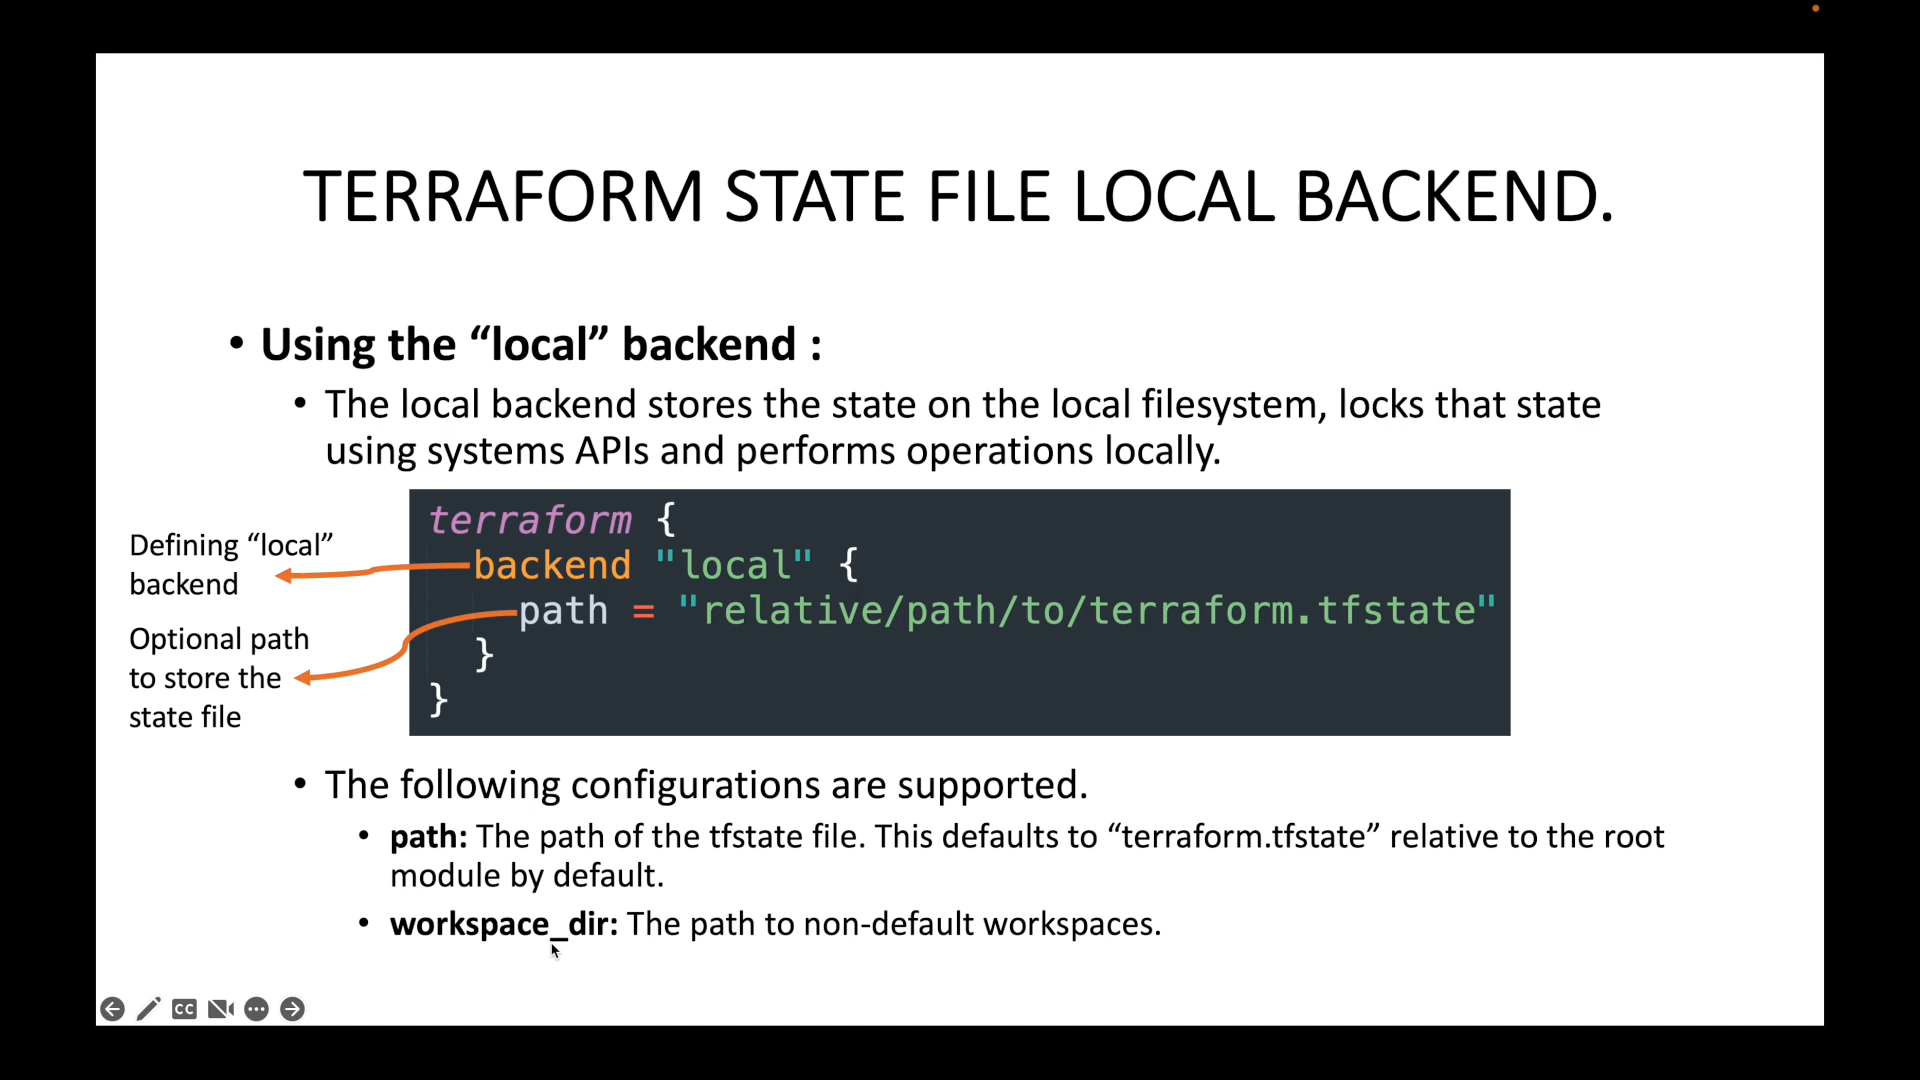 TERRAFORM STATE FILE LOCAL BACKEND.
• Using the “local” backend :
• The local backend stores the state on the local filesystem, locks that state
using systems APIs and performs operations locally.
Defining “local”
backend
Optional path
to store the
state file
terraform {
backend "local" {
path = "relative/path/to/terraform.tfstate"
}
}
• The following configurations are supported.
• path: The path of the tfstate file. This defaults to “terraform.tfstate” relative to the root
module by default.
• workspace_dir: The path to non-default workspaces.
CC